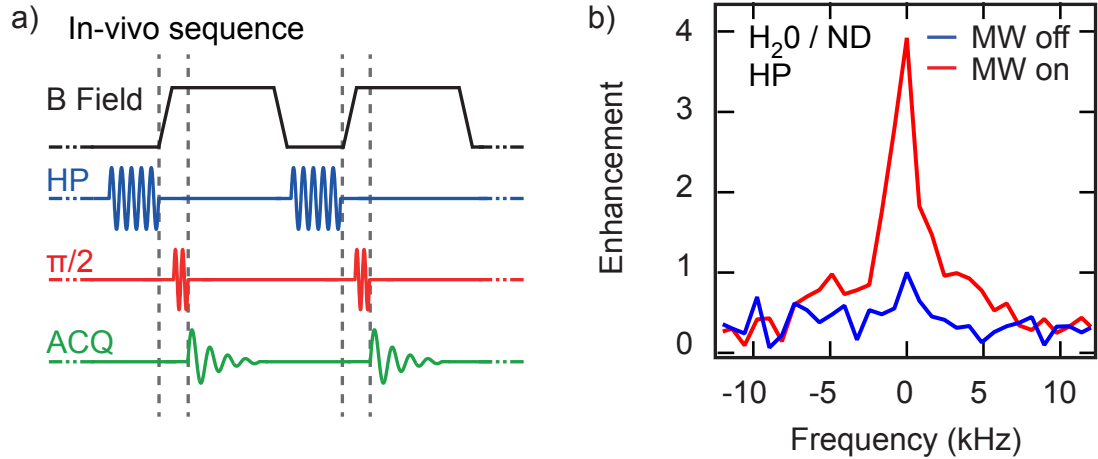 a)
In-vivo sequence
B Field
HP
π/2
ACQ
b)
H₂0 / ND
HP
MW off
MW on
Enhancement
4
3
2
1
0
-10
-5
0
5
10
Frequency (kHz)